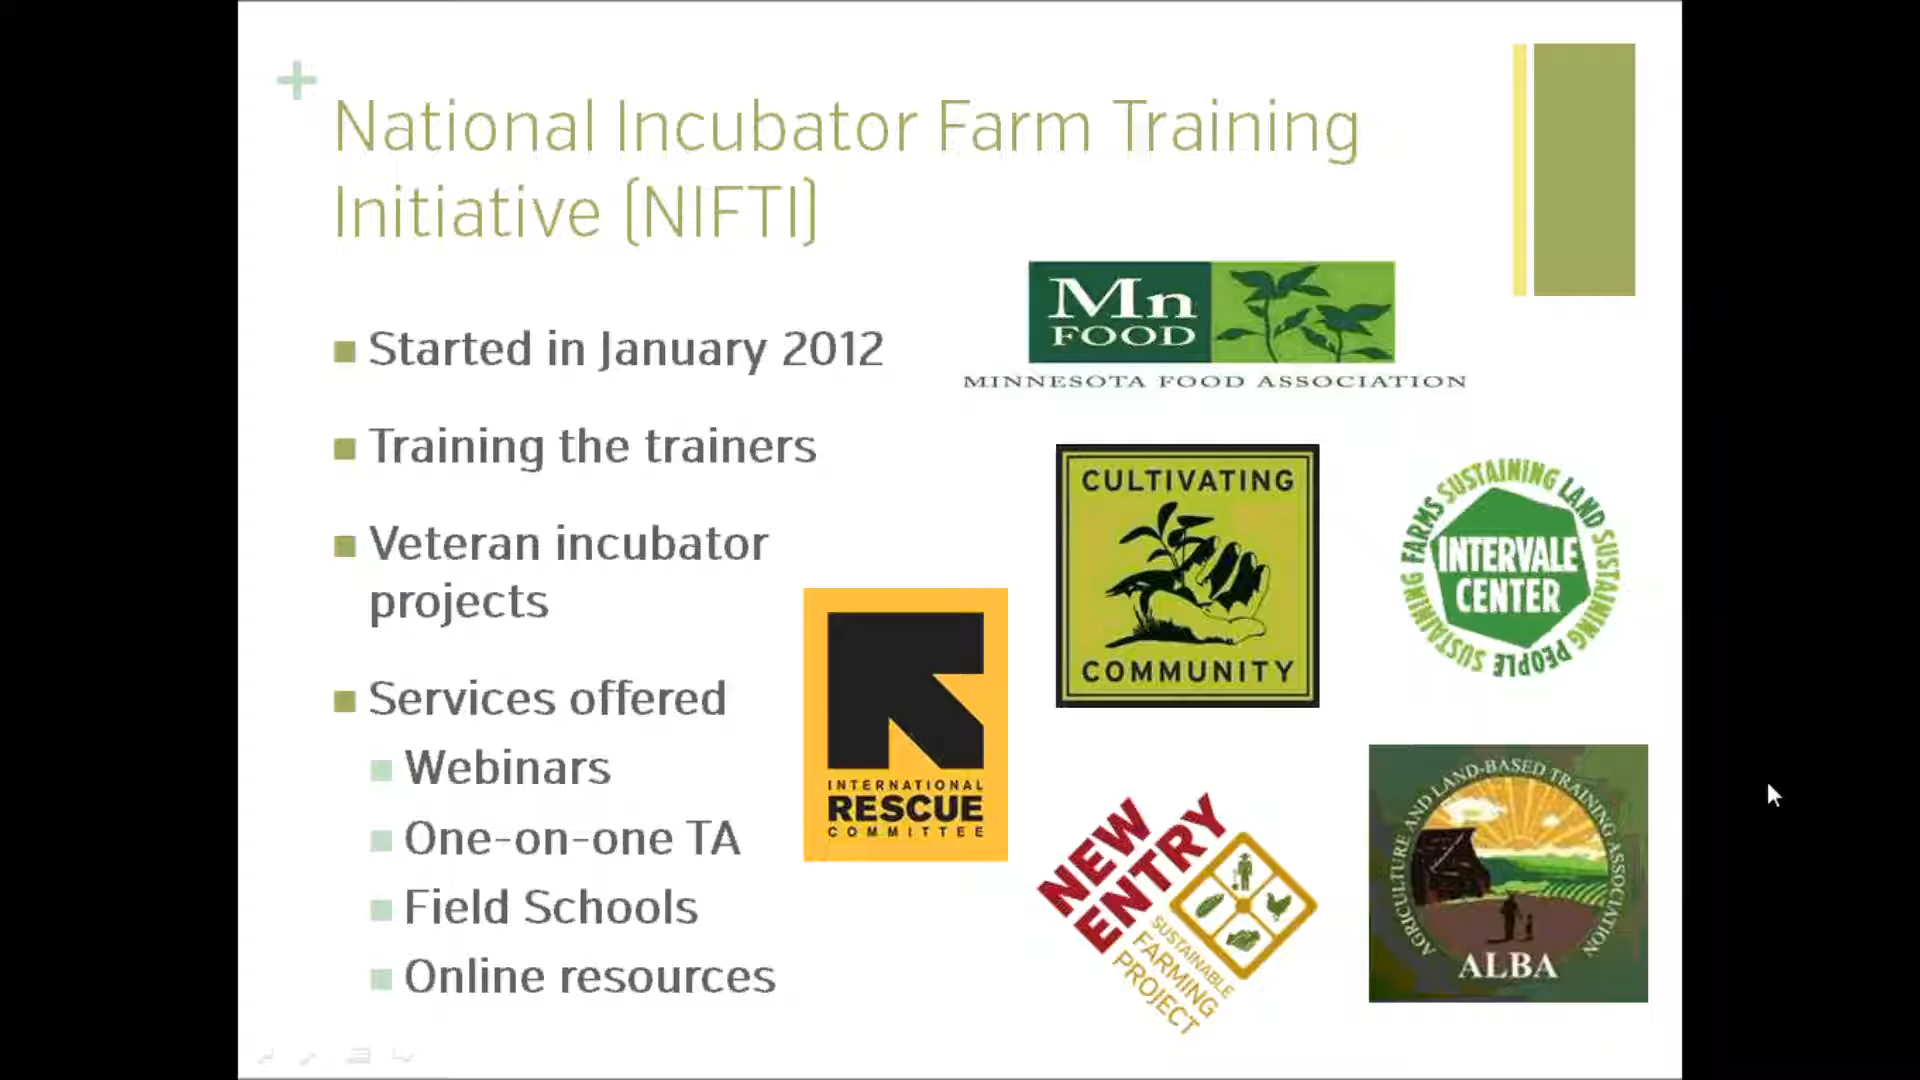 National Incubator Farm Training
Initiative (NIFTI)
Started in January 2012
Training the trainers
Veteran incubator
projects
Services offered
Webinars
One-on-one TA
Field Schools
Online resources
Mn
FOOD
MINNESOTA FOOD ASSOCIATION
CULTIVATING
COMMUNITY
SUSTAINING FARMS SUSTAINING LAND SUSTAINING PEOPLE
INTERVALE
CENTER
INTERNATIONAL
RESCUE
COMMITTEE
NEW
ENTRY
SUSTAINABLE
FARMING
PROJECT
AGRICULTURE AND LAND-BASED TRAINING ASSOCIATION
ALBA